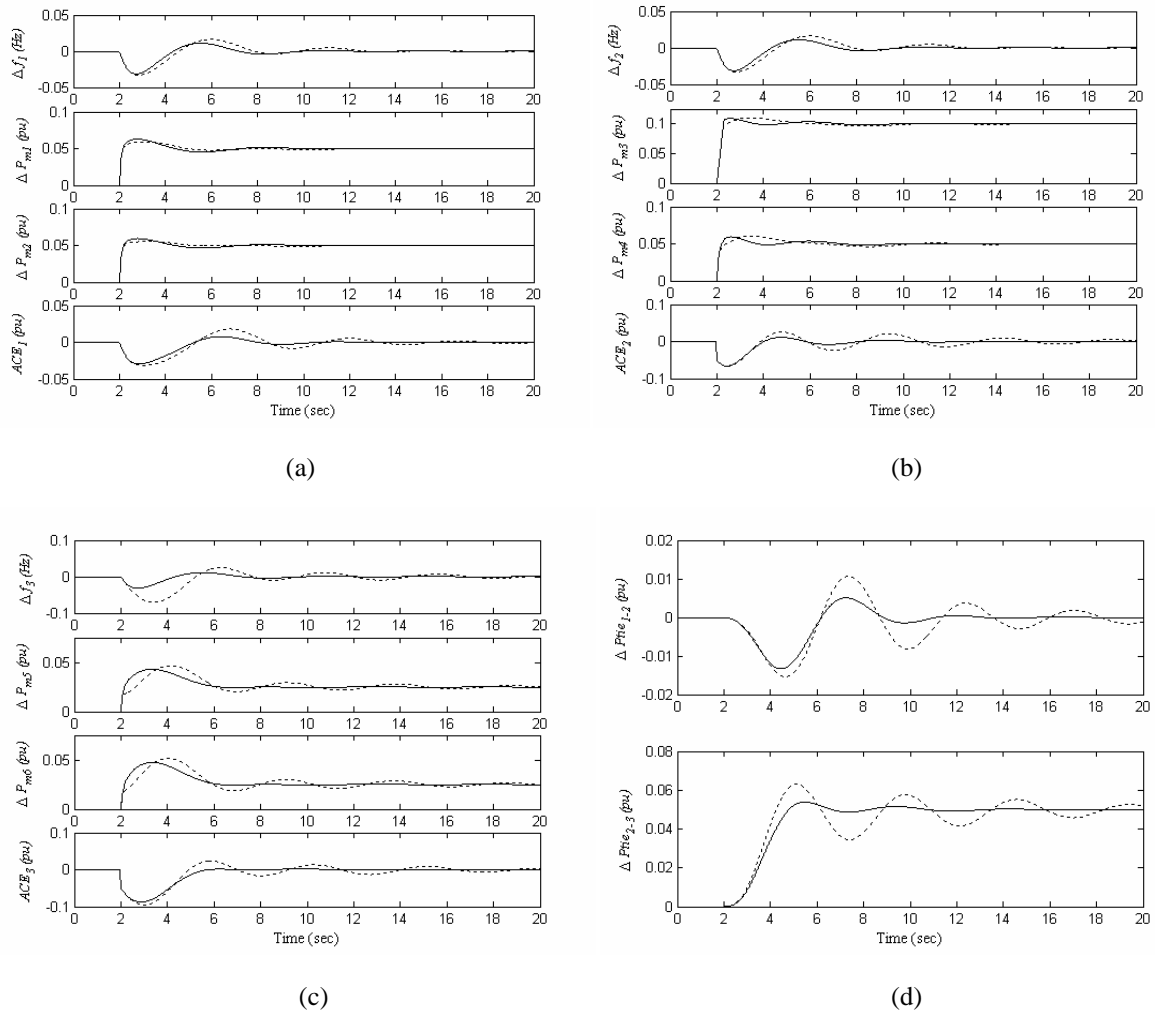 0.05
0
-0.05
Δ f1 (Hz)
0 2 4 6 8 10 12 14 16 18 20
0.1
0.05
0
Δ Pm1 (pu)
0 2 4 6 8 10 12 14 16 18 20
0.1
0.05
0
Δ Pm2 (pu)
0 2 4 6 8 10 12 14 16 18 20
0.05
0
-0.05
ACE1 (pu)
0 2 4 6 8 10 12 14 16 18 20
Time (sec)
(a)
0.05
0
-0.05
Δ f2 (Hz)
0 2 4 6 8 10 12 14 16 18 20
0.1
0.05
0
Δ Pm3 (pu)
0 2 4 6 8 10 12 14 16 18 20
0.1
0.05
0
Δ Pm4 (pu)
0 2 4 6 8 10 12 14 16 18 20
0.1
0
-0.1
ACE2 (pu)
0 2 4 6 8 10 12 14 16 18 20
Time (sec)
(b)
0.1
0
-0.1
Δ f3 (Hz)
0 2 4 6 8 10 12 14 16 18 20
0.05
0
Δ Pm5 (pu)
0 2 4 6 8 10 12 14 16 18 20
0.05
0
Δ Pm6 (pu)
0 2 4 6 8 10 12 14 16 18 20
0.1
0
-0.1
ACE3 (pu)
0 2 4 6 8 10 12 14 16 18 20
Time (sec)
(c)
0.02
0.01
0
-0.01
-0.02
Δ Ptie1-2 (pu)
0 2 4 6 8 10 12 14 16 18 20
0.08
0.06
0.04
0.02
0
Δ Ptie2-3 (pu)
0 2 4 6 8 10 12 14 16 18 20
Time (sec)
(d)